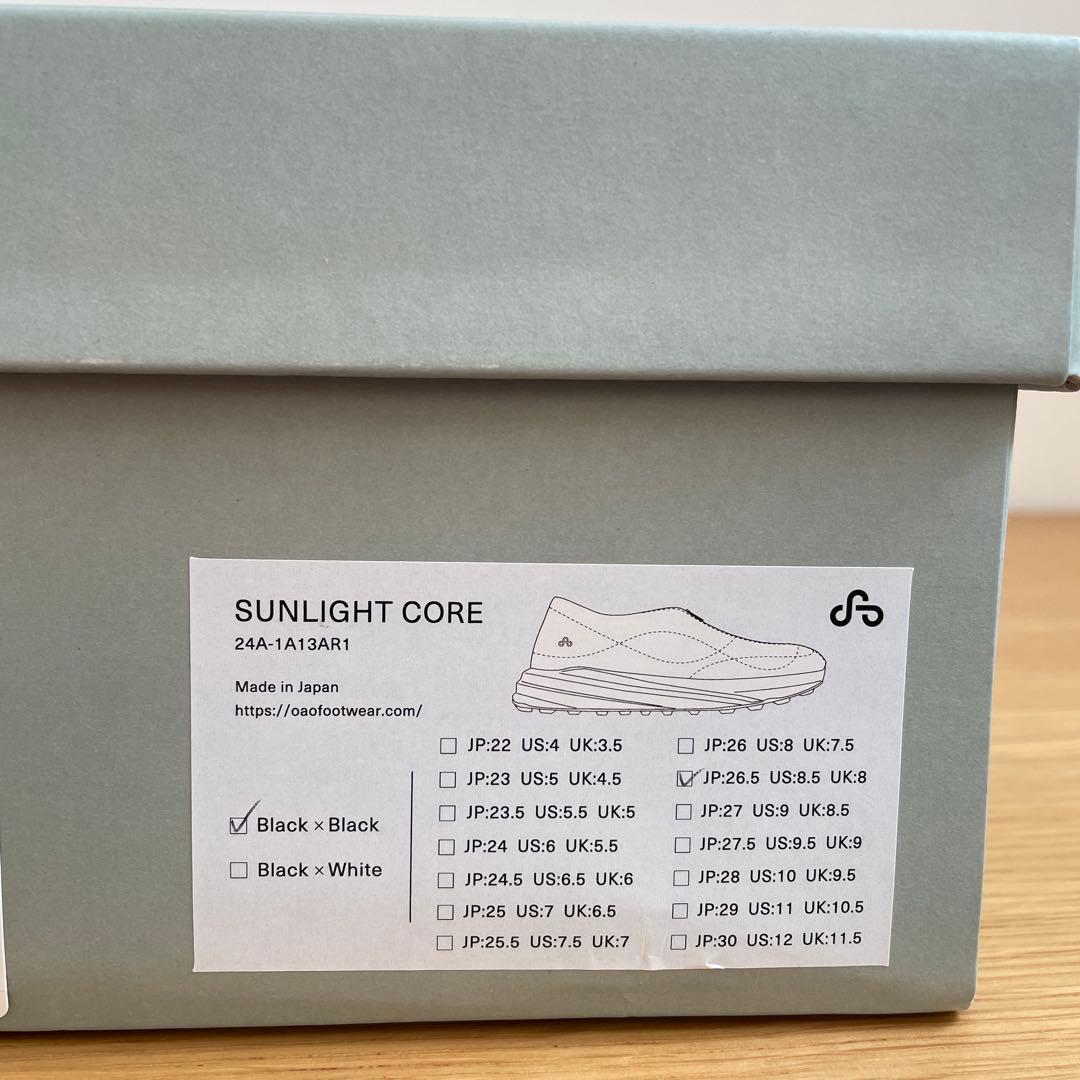 SUNLIGHT CORE
24A-1A13AR1
Made in Japan
https://oaofootwear.com/
Black × Black
Black × White
JP:22 US:4 UK:3.5
JP:23 US:5 UK:4.5
JP:23.5 US:5.5 UK:5
JP:24 US:6 UK:5.5
JP:24.5 US:6.5 UK:6
JP:25 US:7 UK:6.5
JP:25.5 US:7.5 UK:7
JP:26 US:8 UK:7.5
JP:26.5 US:8.5 UK:8
JP:27 US:9 UK:8.5
JP:27.5 US:9.5 UK:9
JP:28 US:10 UK:9.5
JP:29 US:11 UK:10.5
JP:30 US:12 UK:11.5